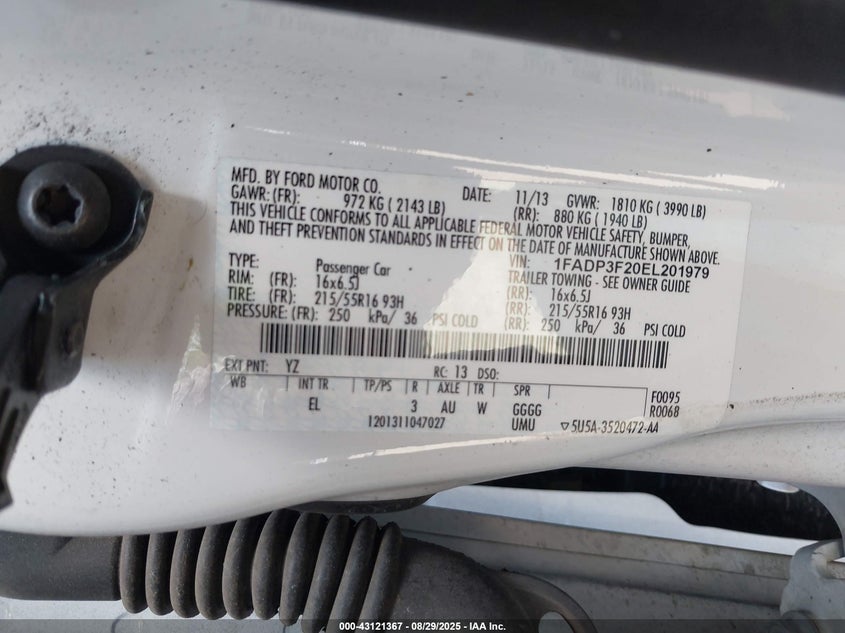 MFD. BY FORD MOTOR CO. DATE: 11/13 GVWR: 1810 KG ( 3990 LB)
GAWR: (FR): 972 KG ( 2143 LB) (RR): 880 KG ( 1940 LB)
THIS VEHICLE CONFORMS TO ALL APPLICABLE FEDERAL MOTOR VEHICLE SAFETY, BUMPER,
AND THEFT PREVENTION STANDARDS IN EFFECT ON THE DATE OF MANUFACTURE SHOWN ABOVE.
VIN: 1FADP3F20EL201979
TYPE: Passenger Car TRAILER TOWING - SEE OWNER GUIDE
RIM: (FR): 16x6.5J (RR): 16x6.5J
TIRE: (FR): 215/55R16 93H (RR): 215/55R16 93H
PRESSURE: (FR): 250 kPa/ 36 PSI COLD (RR): 250 kPa/ 36 PSI COLD
EXT PNT: YZ RC: 13 DSO:
WB INT TR TP/PS R AXLE TR SPR F0095
EL 3 AU W GGGG R0068
1201311047027 UMU ▽5U5A-3520472-AA
000-43121367 - 08/29/2025 - IAA Inc.